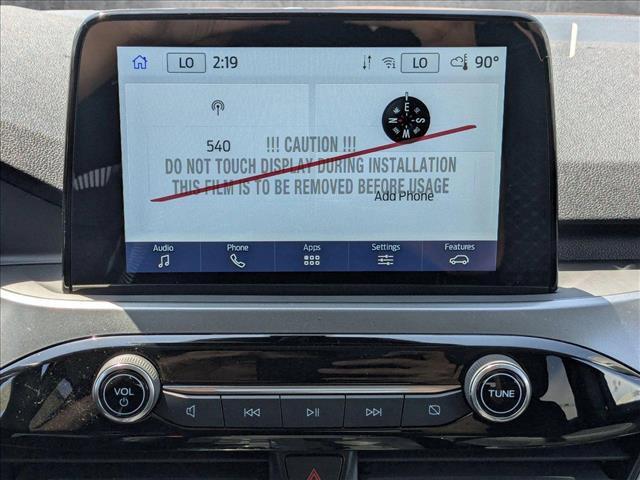 LO 2:19 LO 90°
E
N S
W
540
!!! CAUTION !!!
DO NOT TOUCH DISPLAY DURING INSTALLATION
THIS FILM IS TO BE REMOVED BEFORE USAGE
Add Phone
Audio Phone Apps Settings Features
VOL TUNE